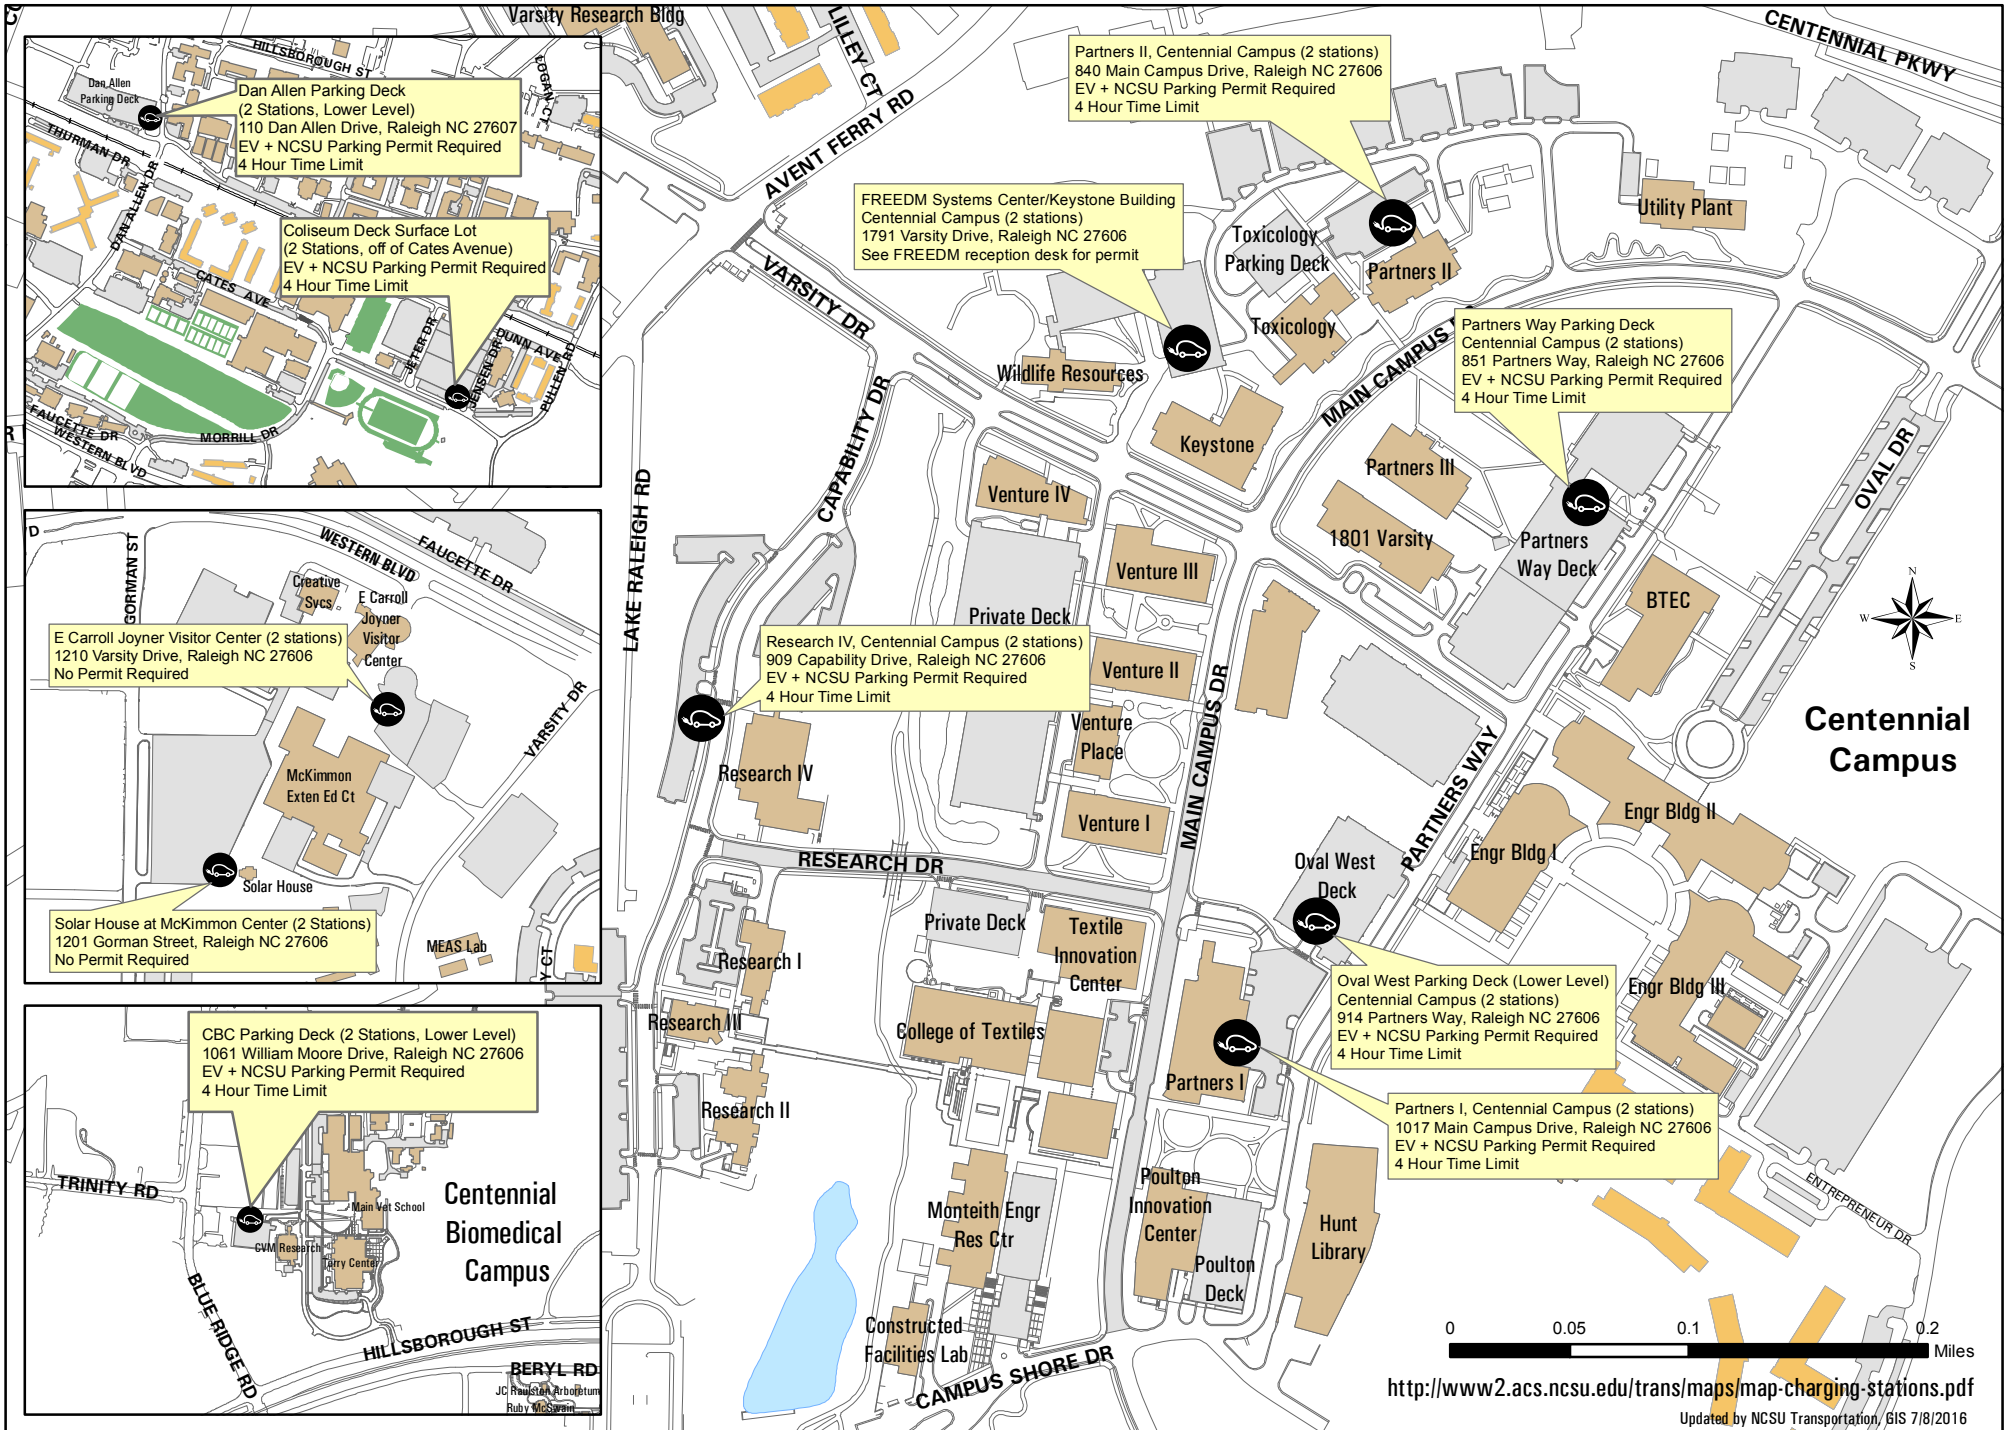 Varsity Research Bldg
LILLEY CT
CENTENNIAL PKWY
AVENT FERRY RD
HILLSBOROUGH ST
LOGAN CT
Dan Allen
Parking Deck
Dan Allen Parking Deck
(2 Stations, Lower Level)
110 Dan Allen Drive, Raleigh NC 27607
EV + NCSU Parking Permit Required
4 Hour Time Limit
THURMAN DR
DAN ALLEN DR
Coliseum Deck Surface Lot
(2 Stations, off of Cates Avenue)
EV + NCSU Parking Permit Required
4 Hour Time Limit
CATES AVE
JETER DR
JENSEN DR
DUNN AVE
PULLEN RD
FAUCETTE DR
WESTERN BLVD
MORRILL DR
Partners II, Centennial Campus (2 stations)
840 Main Campus Drive, Raleigh NC 27606
EV + NCSU Parking Permit Required
4 Hour Time Limit
FREEDM Systems Center/Keystone Building
Centennial Campus (2 stations)
1791 Varsity Drive, Raleigh NC 27606
See FREEDM reception desk for permit
Toxicology
Parking Deck
Partners II
Utility Plant
Toxicology
VARSITY DR
Wildlife Resources
MAIN CAMPUS
Partners Way Parking Deck
Centennial Campus (2 stations)
851 Partners Way, Raleigh NC 27606
EV + NCSU Parking Permit Required
4 Hour Time Limit
Keystone
CAPABILITY DR
LAKE RALEIGH RD
OVAL DR
Partners III
Venture IV
1801 Varsity
Partners
Way Deck
Venture III
BTEC
N
W
E
S
Centennial
Campus
D
GORMAN ST
WESTERN BLVD
FAUCETTE DR
Creative
Svcs
E Carroll
Joyner
Visitor
Center
E Carroll Joyner Visitor Center (2 stations)
1210 Varsity Drive, Raleigh NC 27606
No Permit Required
VARSITY DR
McKimmon
Exten Ed Ct
Solar House
Solar House at McKimmon Center (2 Stations)
1201 Gorman Street, Raleigh NC 27606
No Permit Required
MEAS Lab
Y CT
Private Deck
Research IV, Centennial Campus (2 stations)
909 Capability Drive, Raleigh NC 27606
EV + NCSU Parking Permit Required
4 Hour Time Limit
Venture II
Venture
Place
MAIN CAMPUS DR
PARTNERS WAY
Research IV
Venture I
Engr Bldg II
Engr Bldg I
RESEARCH DR
Oval West
Deck
Private Deck
Textile
Innovation
Center
Research I
Engr Bldg III
Oval West Parking Deck (Lower Level)
Centennial Campus (2 stations)
914 Partners Way, Raleigh NC 27606
EV + NCSU Parking Permit Required
4 Hour Time Limit
Research III
College of Textiles
Partners I
Research II
Partners I, Centennial Campus (2 stations)
1017 Main Campus Drive, Raleigh NC 27606
EV + NCSU Parking Permit Required
4 Hour Time Limit
CBC Parking Deck (2 Stations, Lower Level)
1061 William Moore Drive, Raleigh NC 27606
EV + NCSU Parking Permit Required
4 Hour Time Limit
TRINITY RD
Main Vet School
CVM Research
Terry Center
Centennial
Biomedical
Campus
BLUE RIDGE RD
HILLSBOROUGH ST
BERYL RD
JC Raulston Arboretum
Ruby McSwain
Monteith Engr
Res Ctr
Poulton
Innovation
Center
Poulton
Deck
Hunt
Library
ENTREPRENEUR DR
Constructed
Facilities Lab
CAMPUS SHORE DR
0 0.05 0.1 0.2
Miles
http://www2.acs.ncsu.edu/trans/maps/map-charging-stations.pdf
Updated by NCSU Transportation, GIS 7/8/2016